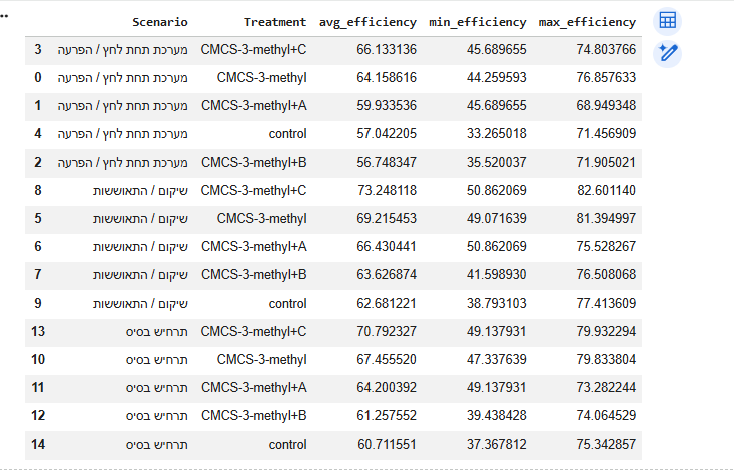 Scenario Treatment avg_efficiency min_efficiency max_efficiency
3 מערכת תחת לחץ / הפרעה CMCS-3-methyl+C 66.133136 45.689655 74.803766
0 מערכת תחת לחץ / הפרעה CMCS-3-methyl 64.158616 44.259593 76.857633
1 מערכת תחת לחץ / הפרעה CMCS-3-methyl+A 59.933536 45.689655 68.949348
4 מערכת תחת לחץ / הפרעה control 57.042205 33.265018 71.456909
2 מערכת תחת לחץ / הפרעה CMCS-3-methyl+B 56.748347 35.520037 71.905021
8 שיקום / התאוששות CMCS-3-methyl+C 73.248118 50.862069 82.601140
5 שיקום / התאוששות CMCS-3-methyl 69.215453 49.071639 81.394997
6 שיקום / התאוששות CMCS-3-methyl+A 66.430441 50.862069 75.528267
7 שיקום / התאוששות CMCS-3-methyl+B 63.626874 41.598930 76.508068
9 שיקום / התאוששות control 62.681221 38.793103 77.413609
13 תרחיש בסיס CMCS-3-methyl+C 70.792327 49.137931 79.932294
10 תרחיש בסיס CMCS-3-methyl 67.455520 47.337639 79.833804
11 תרחיש בסיס CMCS-3-methyl+A 64.200392 49.137931 73.282244
12 תרחיש בסיס CMCS-3-methyl+B 61.257552 39.438428 74.064529
14 תרחיש בסיס control 60.711551 37.367812 75.342857